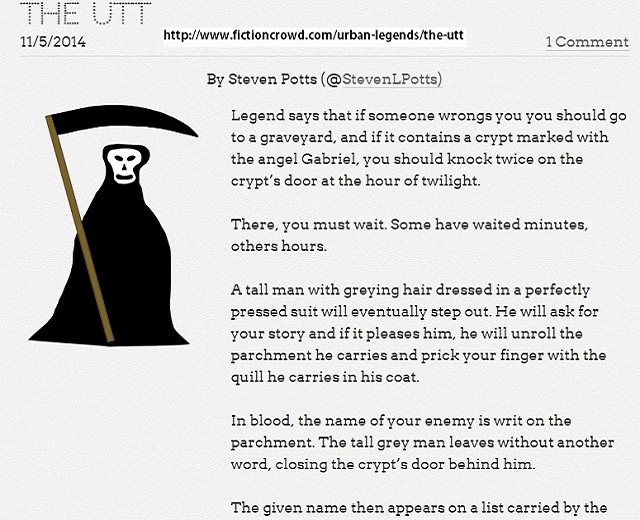 THE UTT
11/5/2014
http://www.fictioncrowd.com/urban-legends/the-utt
1 Comment
By Steven Potts (@StevenLPotts)
Legend says that if someone wrongs you you should go
to a graveyard, and if it contains a crypt marked with
the angel Gabriel, you should knock twice on the
crypt's door at the hour of twilight.
There, you must wait. Some have waited minutes,
others hours.
A tall man with greying hair dressed in a perfectly
pressed suit will eventually step out. He will ask for
your story and if it pleases him, he will unroll the
parchment he carries and prick your finger with the
quill he carries in his coat.
In blood, the name of your enemy is writ on the
parchment. The tall grey man leaves without another
word, closing the crypt's door behind him.
The given name then appears on a list carried by the